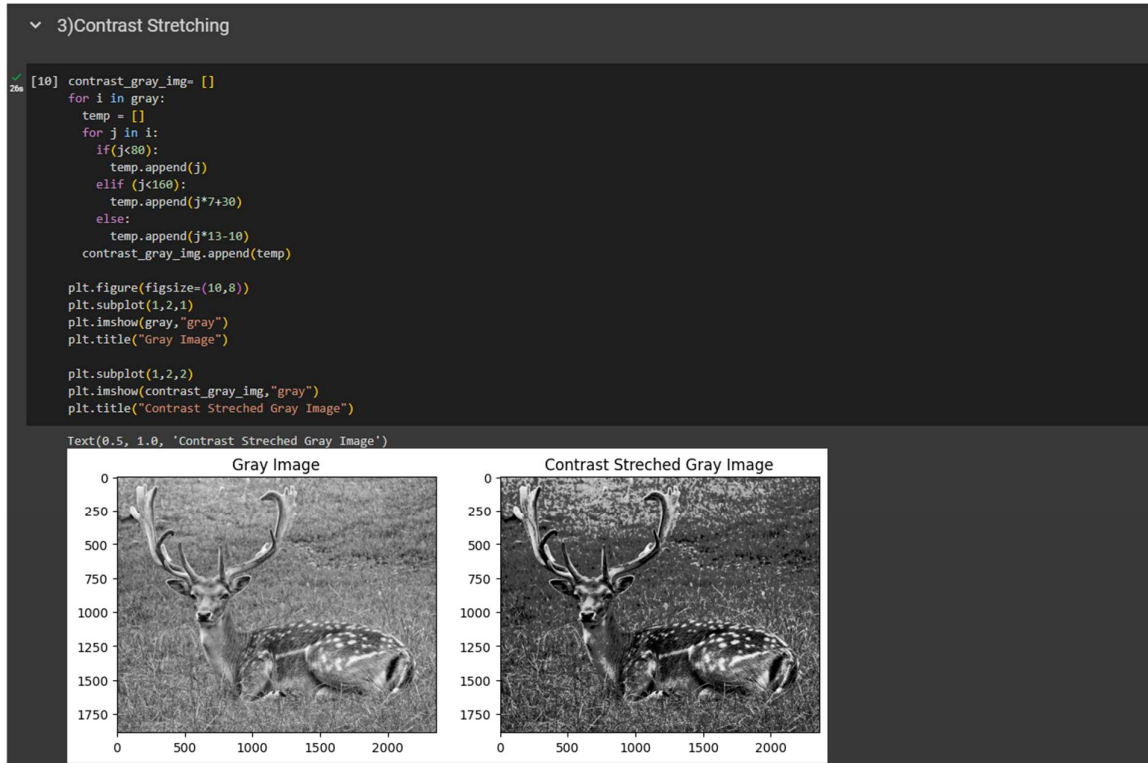 3)Contrast Stretching
[10] contrast_gray_img= []
26s
for i in gray:
temp = []
for j in i:
if(j<80):
temp.append(j)
elif (j<160):
temp.append(j*7+30)
else:
temp.append(j*13-10)
contrast_gray_img.append(temp)
plt.figure(figsize=(10,8))
plt.subplot(1,2,1)
plt.imshow(gray,"gray")
plt.title("Gray Image")
plt.subplot(1,2,2)
plt.imshow(contrast_gray_img,"gray")
plt.title("Contrast Streched Gray Image")
Text(0.5, 1.0, 'Contrast Streched Gray Image')
Gray Image
0
250
500
750
1000
1250
1500
1750
0 500 1000 1500 2000
Contrast Streched Gray Image
0
250
500
750
1000
1250
1500
1750
0 500 1000 1500 2000